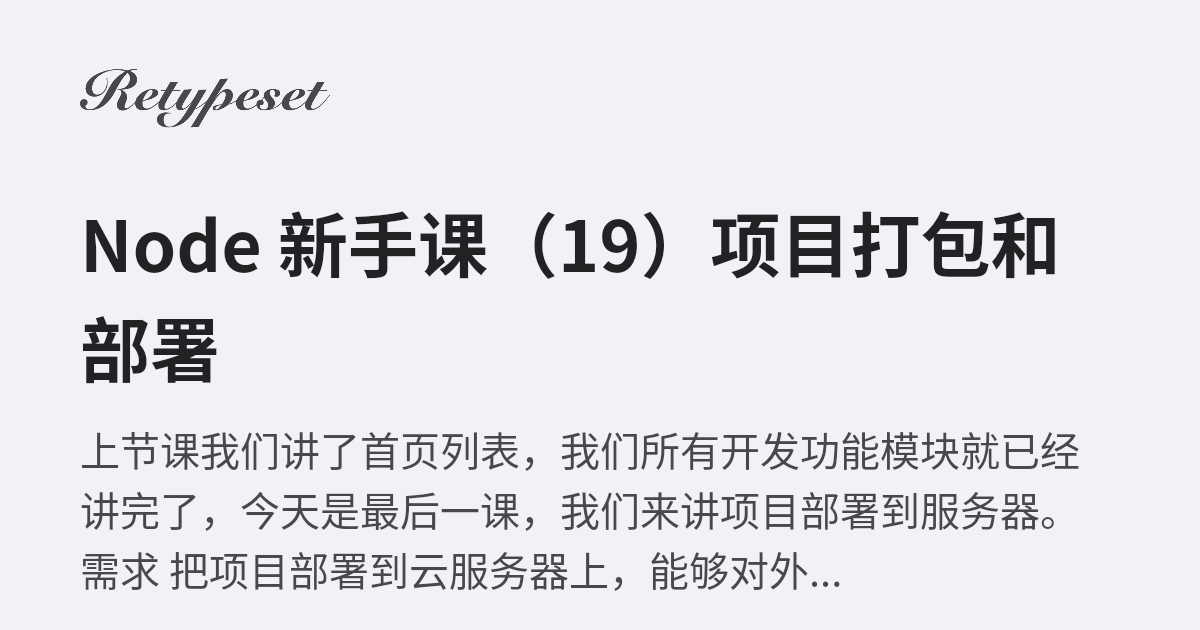 Retypeset
Node 新手课（19）项目打包和
部署
上节课我们讲了首页列表，我们所有开发功能模块就已经
讲完了，今天是最后一课，我们来讲项目部署到服务器。
需求 把项目部署到云服务器上，能够对外...